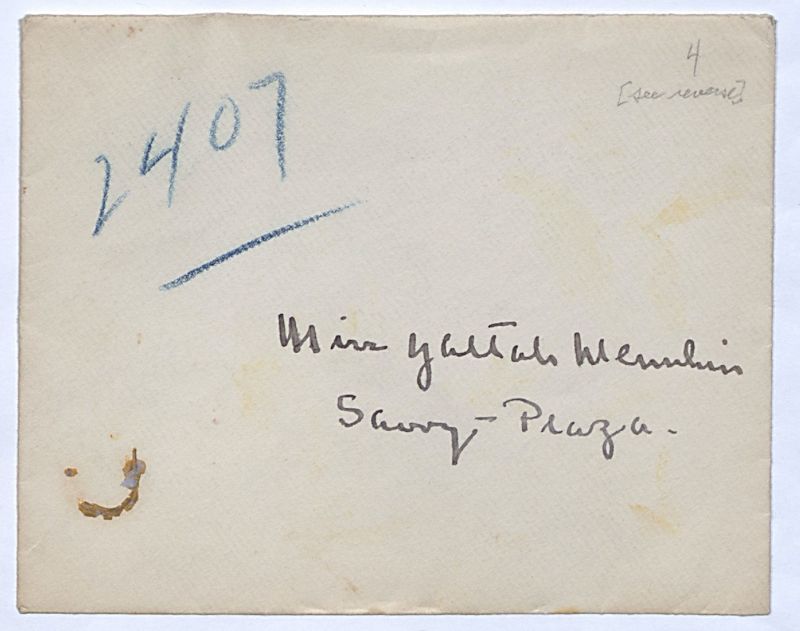 4
[see reverse]
2407
Miss Yaltah Menuhin
Savoy-Plaza.